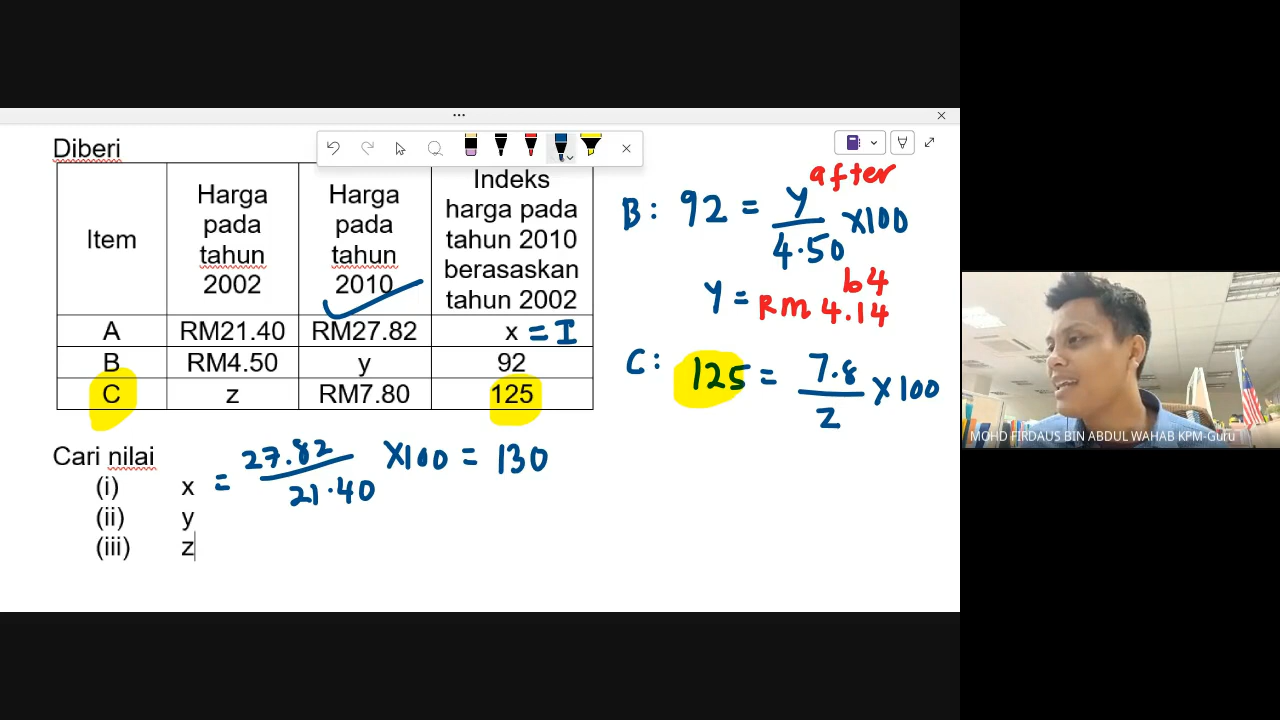 Diberi
Item
Harga pada tahun 2002
Harga pada tahun 2010
Indeks harga pada tahun 2010 berasaskan tahun 2002
A RM21.40 RM27.82 x = I
B RM4.50 y 92
C z RM7.80 125
Cari nilai
(i) x = 27.82 / 21.40 x100 = 130
(ii) y
(iii) z
B: 92 = y / 4.50 x100
after
b4
y = Rm 4.14
C: 125 = 7.8 / z x 100
MOHD FIRDAUS BIN ABDUL WAHAB KPM-Guru